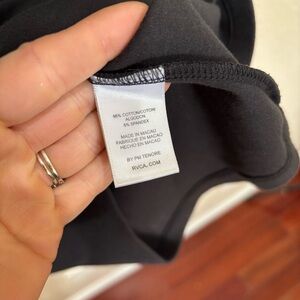 95% COTTON/COTON/
ALGODON
5% SPANDEX
MADE IN MACAU
FABRIQUE EN MACAO
HECHO EN MACAO
BY PM TENORE
RVCA.COM